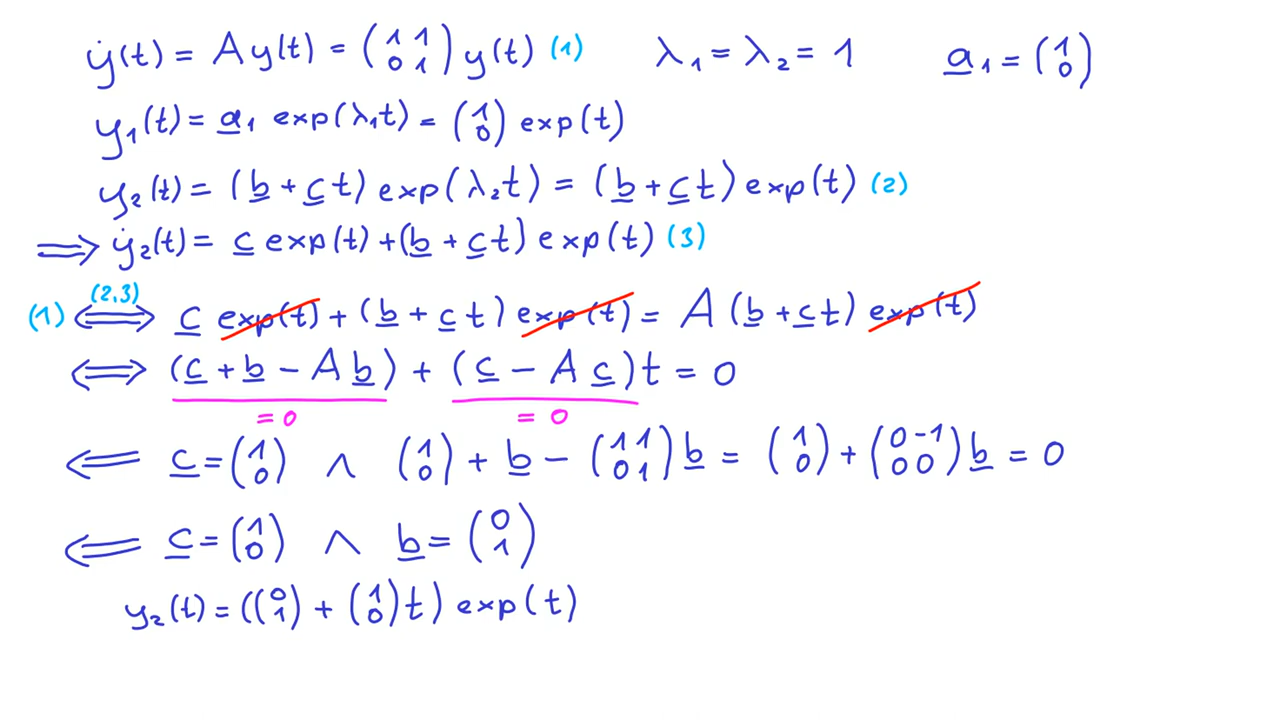 ẏ(t) = A y(t) = (1 1 0 1) y(t) (1) λ₁ = λ₂ = 1 a₁ = (1 0)
y₁(t) = a₁ exp(λ₁t) = (1 0) exp(t)
y₂(t) = (b + c t) exp(λ₂t) = (b + c t) exp(t) (2)
⟹ ẏ₂(t) = c exp(t) + (b + c t) exp(t) (3)
(1) ⟺ (2,3) c exp(t) + (b + c t) exp(t) = A (b + c t) exp(t)
⟺ (c + b − A b) + (c − A c) t = 0
= 0 = 0
⟸ c = (1 0) ∧ (1 0) + b − (1 1 0 1) b = (1 0) + (0 −1 0 0) b = 0
⟸ c = (1 0) ∧ b = (0 1)
y₂(t) = ((0 1) + (1 0) t) exp(t)